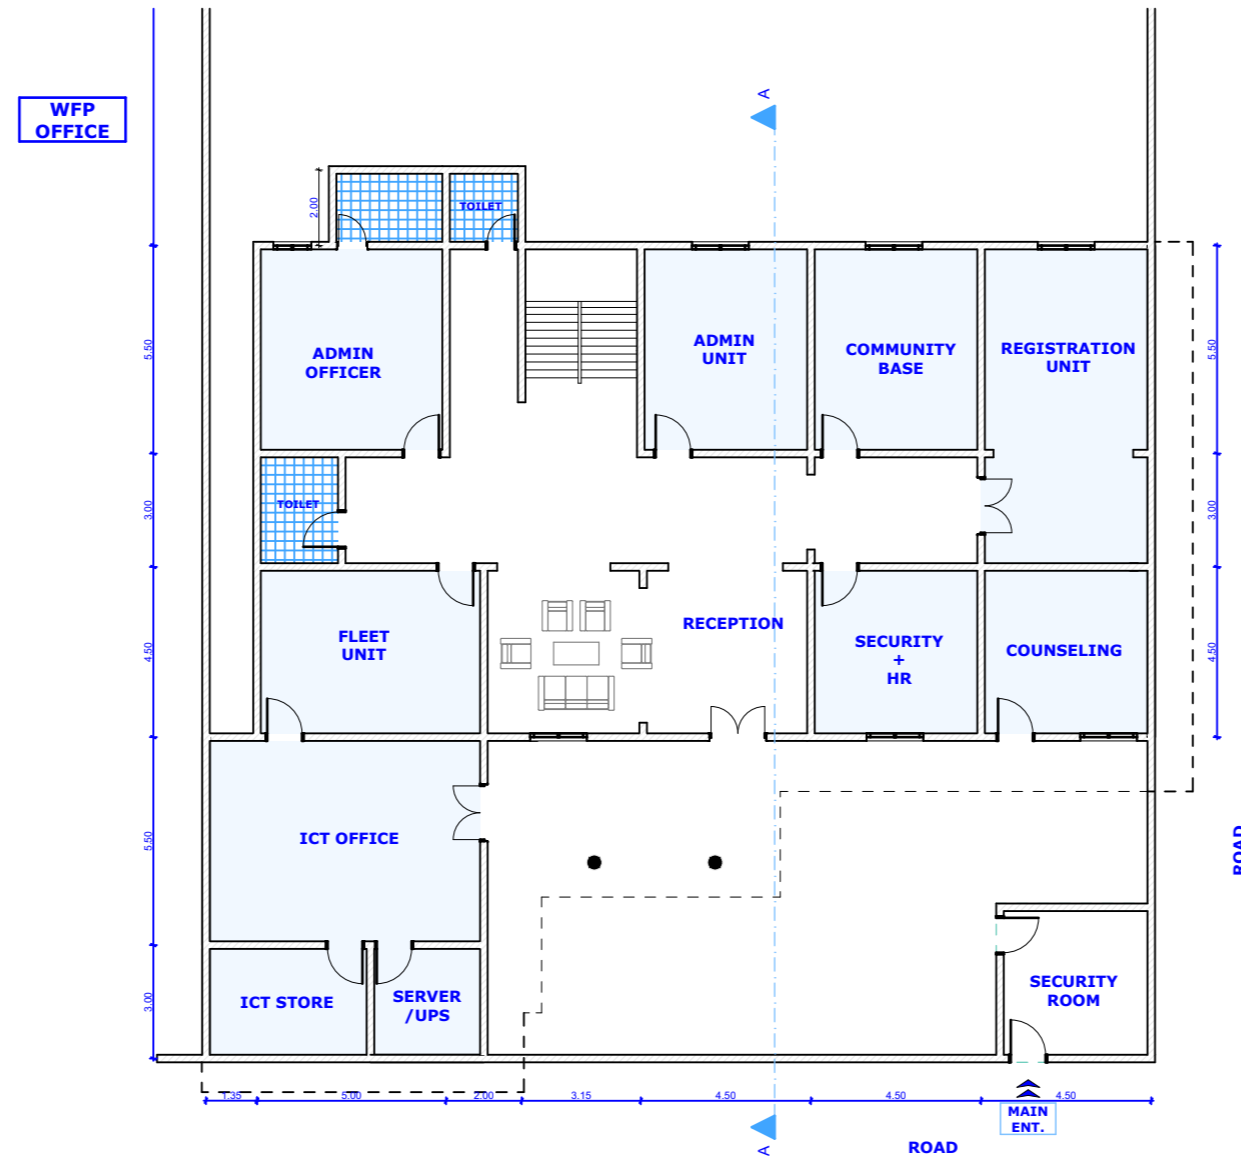 A
WFP
OFFICE
2.00
TOILET
5.50
ADMIN
OFFICER
ADMIN
UNIT
COMMUNITY
BASE
REGISTRATION
UNIT
5.50
3.00
TOILET
3.00
4.50
FLEET
UNIT
RECEPTION
SECURITY
+
HR
COUNSELING
4.50
5.50
ICT OFFICE
ROAD
3.00
ICT STORE
SERVER
/UPS
SECURITY
ROOM
1.35
5.00
2.00
3.15
4.50
4.50
4.50
MAIN
ENT.
A
ROAD